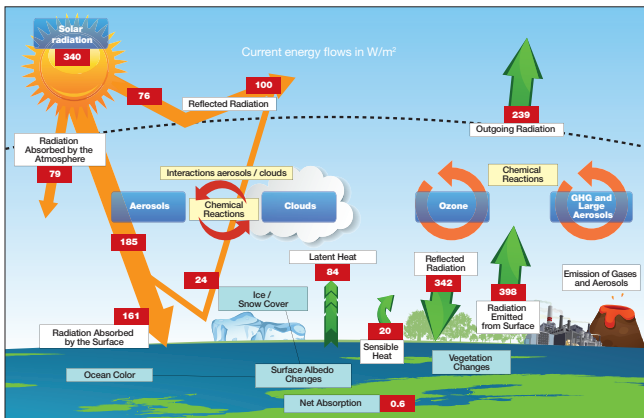 Solar
radiation
340
Current energy flows in W/m²
76
100
Reflected Radiation
239
Outgoing Radiation
Radiation
Absorbed by the
Atmosphere
79
Interactions aerosols / clouds
Aerosols
Chemical
Reactions
Clouds
Chemical
Reactions
Ozone
GHG and
Large
Aerosols
185
24
Latent Heat
84
Reflected
Radiation
342
398
Radiation
Emitted
from Surface
Emission of Gases
and Aerosols
161
Radiation Absorbed
by the Surface
Ice /
Snow Cover
20
Sensible
Heat
Ocean Color
Surface Albedo
Changes
Vegetation
Changes
Net Absorption
0.6